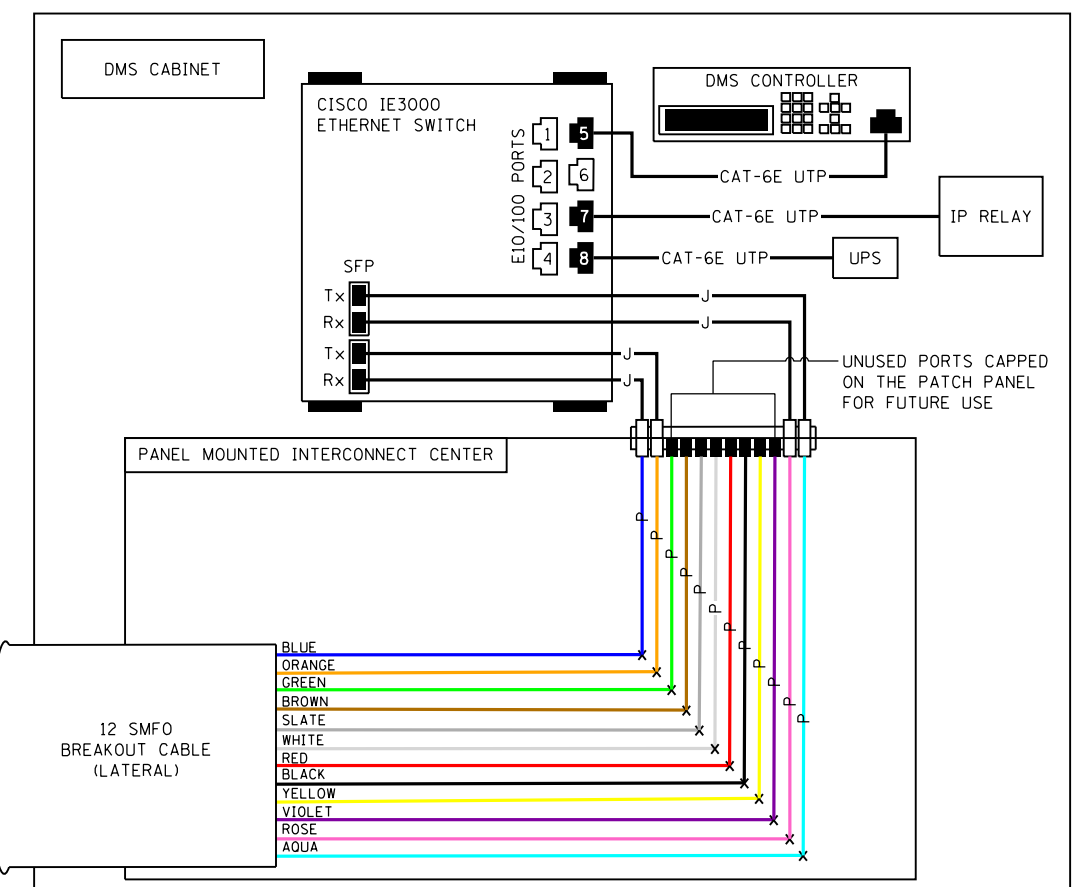 DMS CABINET
CISCO IE3000
ETHERNET SWITCH
E10/100 PORTS
1
5
2
6
3
7
4
8
DMS CONTROLLER
CAT-6E UTP
CAT-6E UTP
IP RELAY
CAT-6E UTP
UPS
SFP
Tx
J
Rx
J
Tx
J
Rx
J
UNUSED PORTS CAPPED
ON THE PATCH PANEL
FOR FUTURE USE
PANEL MOUNTED INTERCONNECT CENTER
P
P
P
P
P
P
P
P
P
P
P
P
12 SMFO
BREAKOUT CABLE
(LATERAL)
BLUE
ORANGE
GREEN
BROWN
SLATE
WHITE
RED
BLACK
YELLOW
VIOLET
ROSE
AQUA